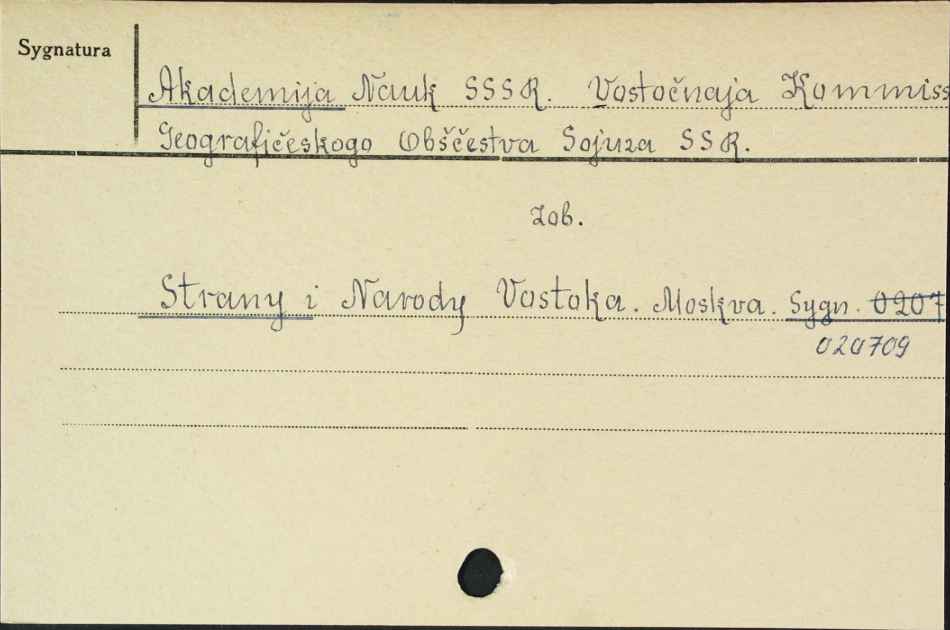 Sygnatura
Akademija Nauk SSSR. Vostočnaja Kommiss
Geografičeskogo Obščestva Sojuza SSR.
Zob.
Strany i Narody Vostoka. Moskva. Sygn. 0207
020709